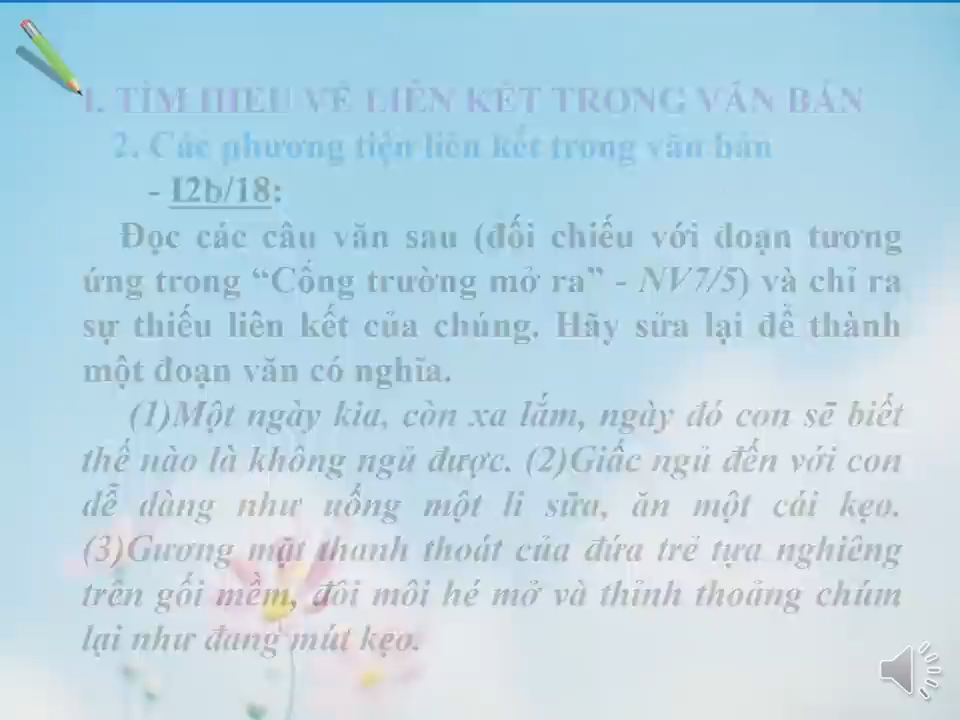 I. TÌM HIỂU VỀ LIÊN KẾT TRONG VĂN BẢN
2. Các phương tiện liên kết trong văn bản
- I2b/18:
Đọc các câu văn sau (đối chiếu với đoạn tương
ứng trong “Cổng trường mở ra” - NV7/5) và chỉ ra
sự thiếu liên kết của chúng. Hãy sửa lại để thành
một đoạn văn có nghĩa.
(1)Một ngày kia, còn xa lắm, ngày đó con sẽ biết
thế nào là không ngủ được. (2)Giấc ngủ đến với con
dễ dàng như uống một li sữa, ăn một cái kẹo.
(3)Gương mặt thanh thoát của đứa trẻ tựa nghiêng
trên gối mềm, đôi môi hé mở và thỉnh thoảng chúm
lại như đang mút kẹo.